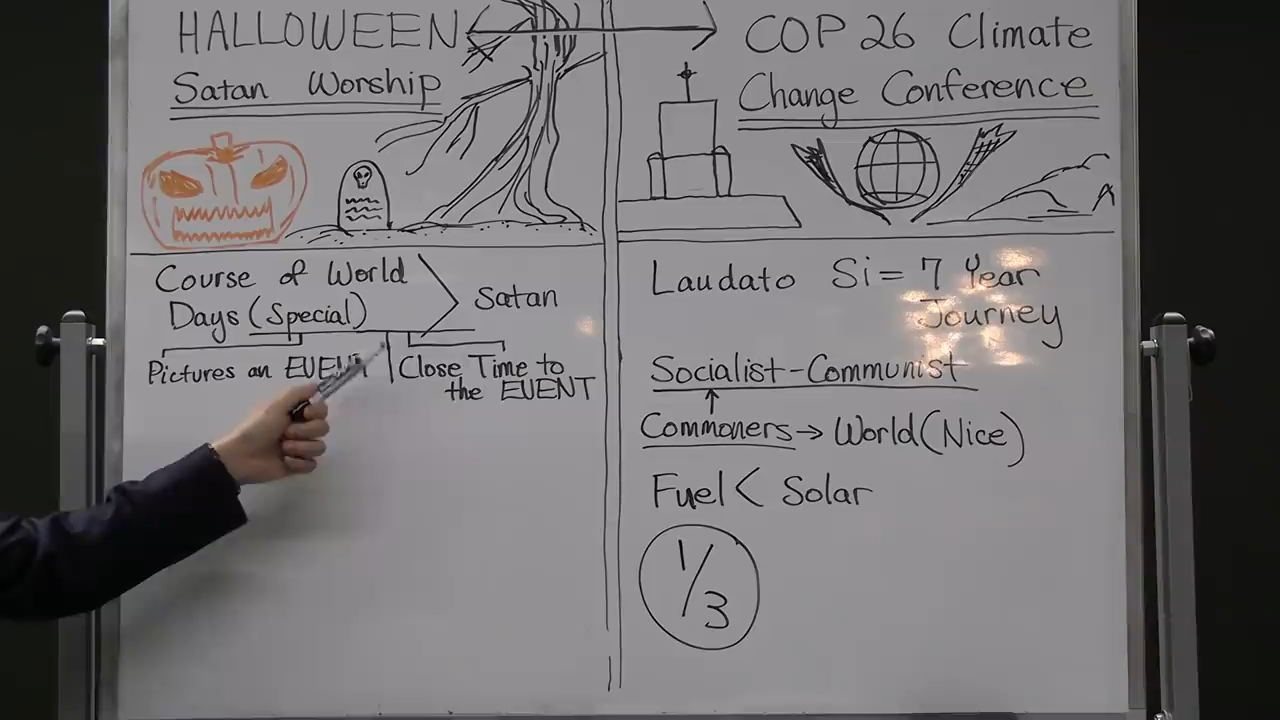 HALLOWEEN
Satan Worship
Course of World
Days (Special)
Satan
Pictures an EVENT
Close Time to
the EVENT
COP 26 Climate
Change Conference
Laudato Si = 7 Year
Journey
Socialist-Communist
Commoners → World (Nice)
Fuel < Solar
1/3